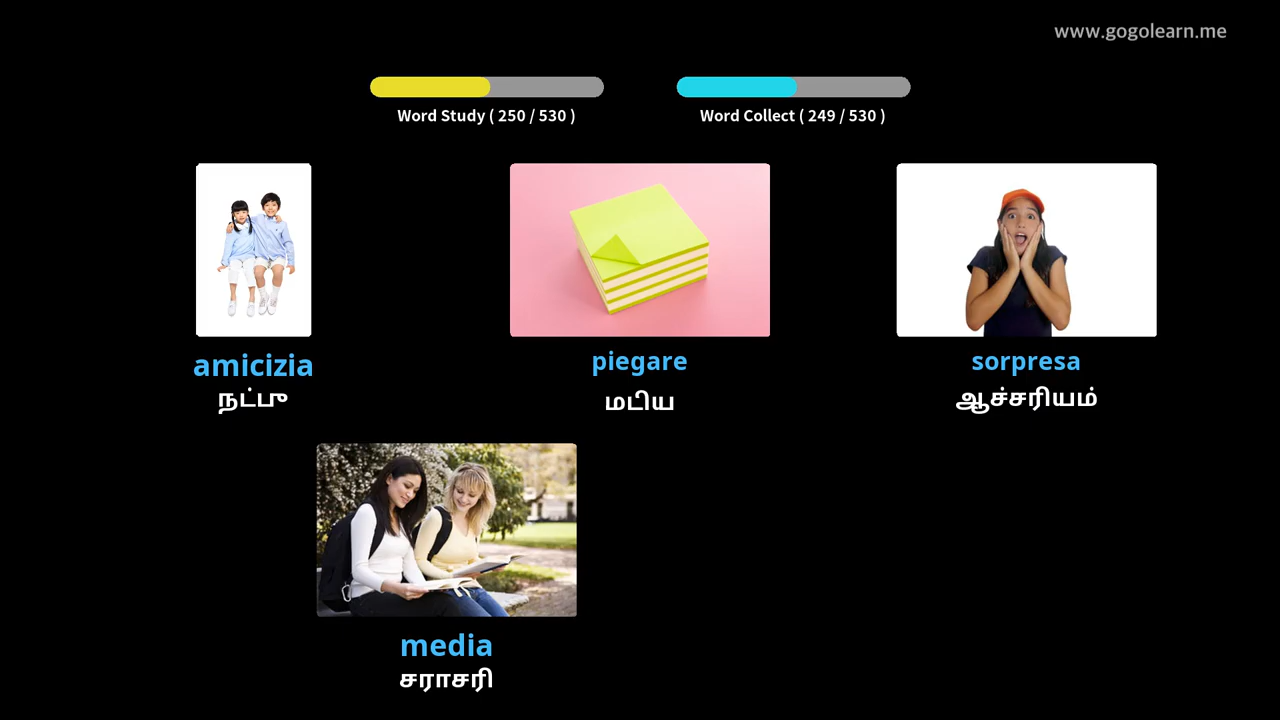 www.gogolearn.me
Word Study ( 250 / 530 )
Word Collect ( 249 / 530 )
amicizia
நட்பு
piegare
மடிய
sorpresa
ஆச்சரியம்
media
சராசரி